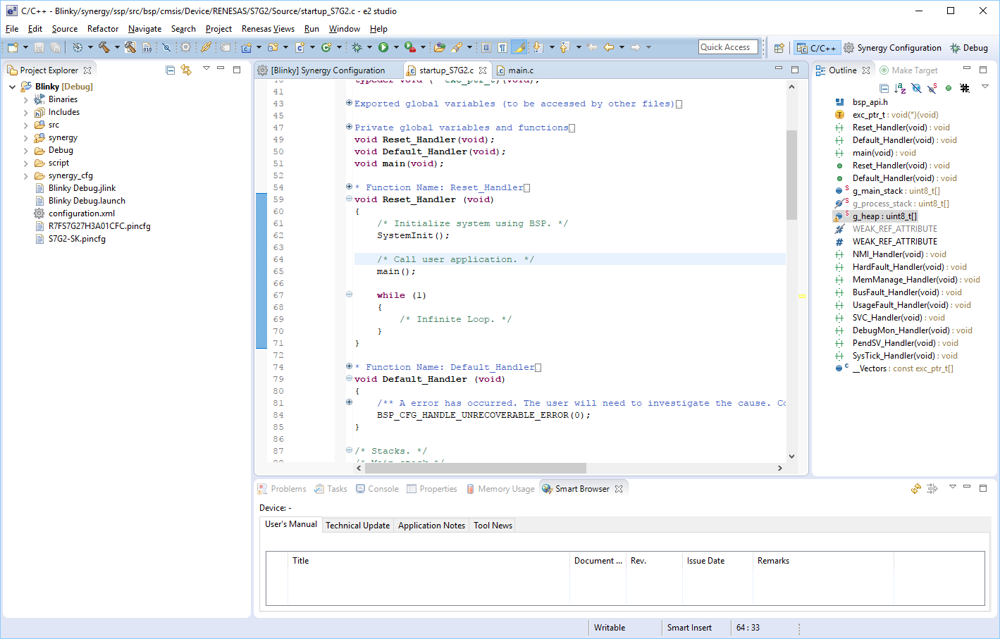 C/C++ - Blinky/synergy/ssp/src/bsp/cmsis/Device/RENESAS/S7G2/Source/startup_S7G2.c - e2 studio
File Edit Source Refactor Navigate Search Project Renesas Views Run Window Help
Quick Access C/C++ Synergy Configuration Debug
Project Explorer
Blinky [Debug]
Binaries
Includes
src
synergy
Debug
script
synergy_cfg
Blinky Debug.jlink
Blinky Debug.launch
configuration.xml
R7FS7G27H3A01CFC.pincfg
S7G2-SK.pincfg
[Blinky] Synergy Configuration startup_S7G2.c main.c
41
43 Exported global variables (to be accessed by other files)
45
47 Private global variables and functions
49 void Reset_Handler(void);
50 void Default_Handler(void);
51 void main(void);
52
54 * Function Name: Reset_Handler
59 void Reset_Handler (void)
60 {
61 /* Initialize system using BSP. */
62 SystemInit();
63
64 /* Call user application. */
65 main();
66
67 while (1)
68 {
69 /* Infinite Loop. */
70 }
71 }
72
74 * Function Name: Default_Handler
79 void Default_Handler (void)
80 {
81 /** A error has occurred. The user will need to investigate the cause.
84 BSP_CFG_HANDLE_UNRECOVERABLE_ERROR(0);
85 }
86
87 /* Stacks. */
Outline Make Target
bsp_api.h
exc_ptr_t : void(*)(void)
Reset_Handler(void) : void
Default_Handler(void) : void
main(void) : void
Reset_Handler(void) : void
Default_Handler(void) : void
g_main_stack : uint8_t[]
g_process_stack : uint8_t[]
g_heap : uint8_t[]
WEAK_REF_ATTRIBUTE
WEAK_REF_ATTRIBUTE
NMI_Handler(void) : void
HardFault_Handler(void) : void
MemManage_Handler(void) : void
BusFault_Handler(void) : void
UsageFault_Handler(void) : void
SVC_Handler(void) : void
DebugMon_Handler(void) : void
PendSV_Handler(void) : void
SysTick_Handler(void) : void
__Vectors : const exc_ptr_t[]
Problems Tasks Console Properties Memory Usage Smart Browser
Device: -
User's Manual Technical Update Application Notes Tool News
Title Document ... Rev. Issue Date Remarks
Writable Smart Insert 64 : 33